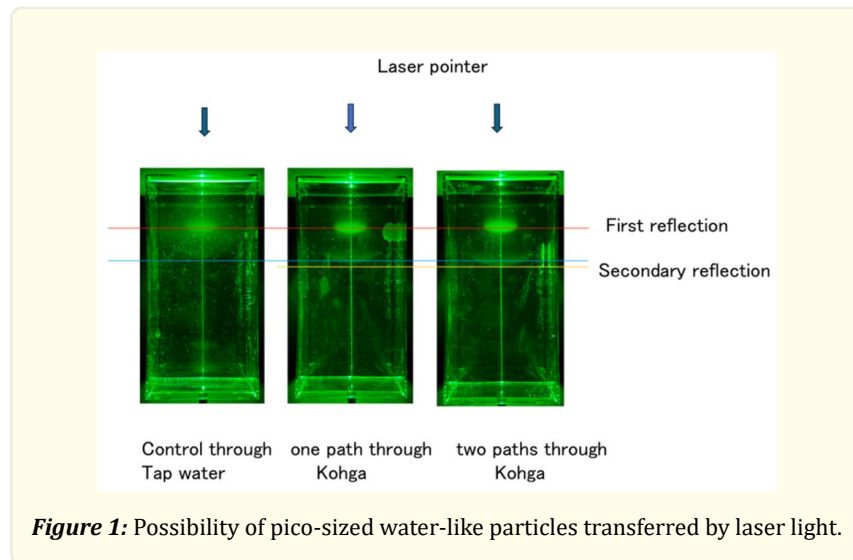 Laser pointer
First reflection
Secondary reflection
Control through
Tap water
one path through
Kohga
two paths through
Kohga
Figure 1: Possibility of pico-sized water-like particles transferred by laser light.